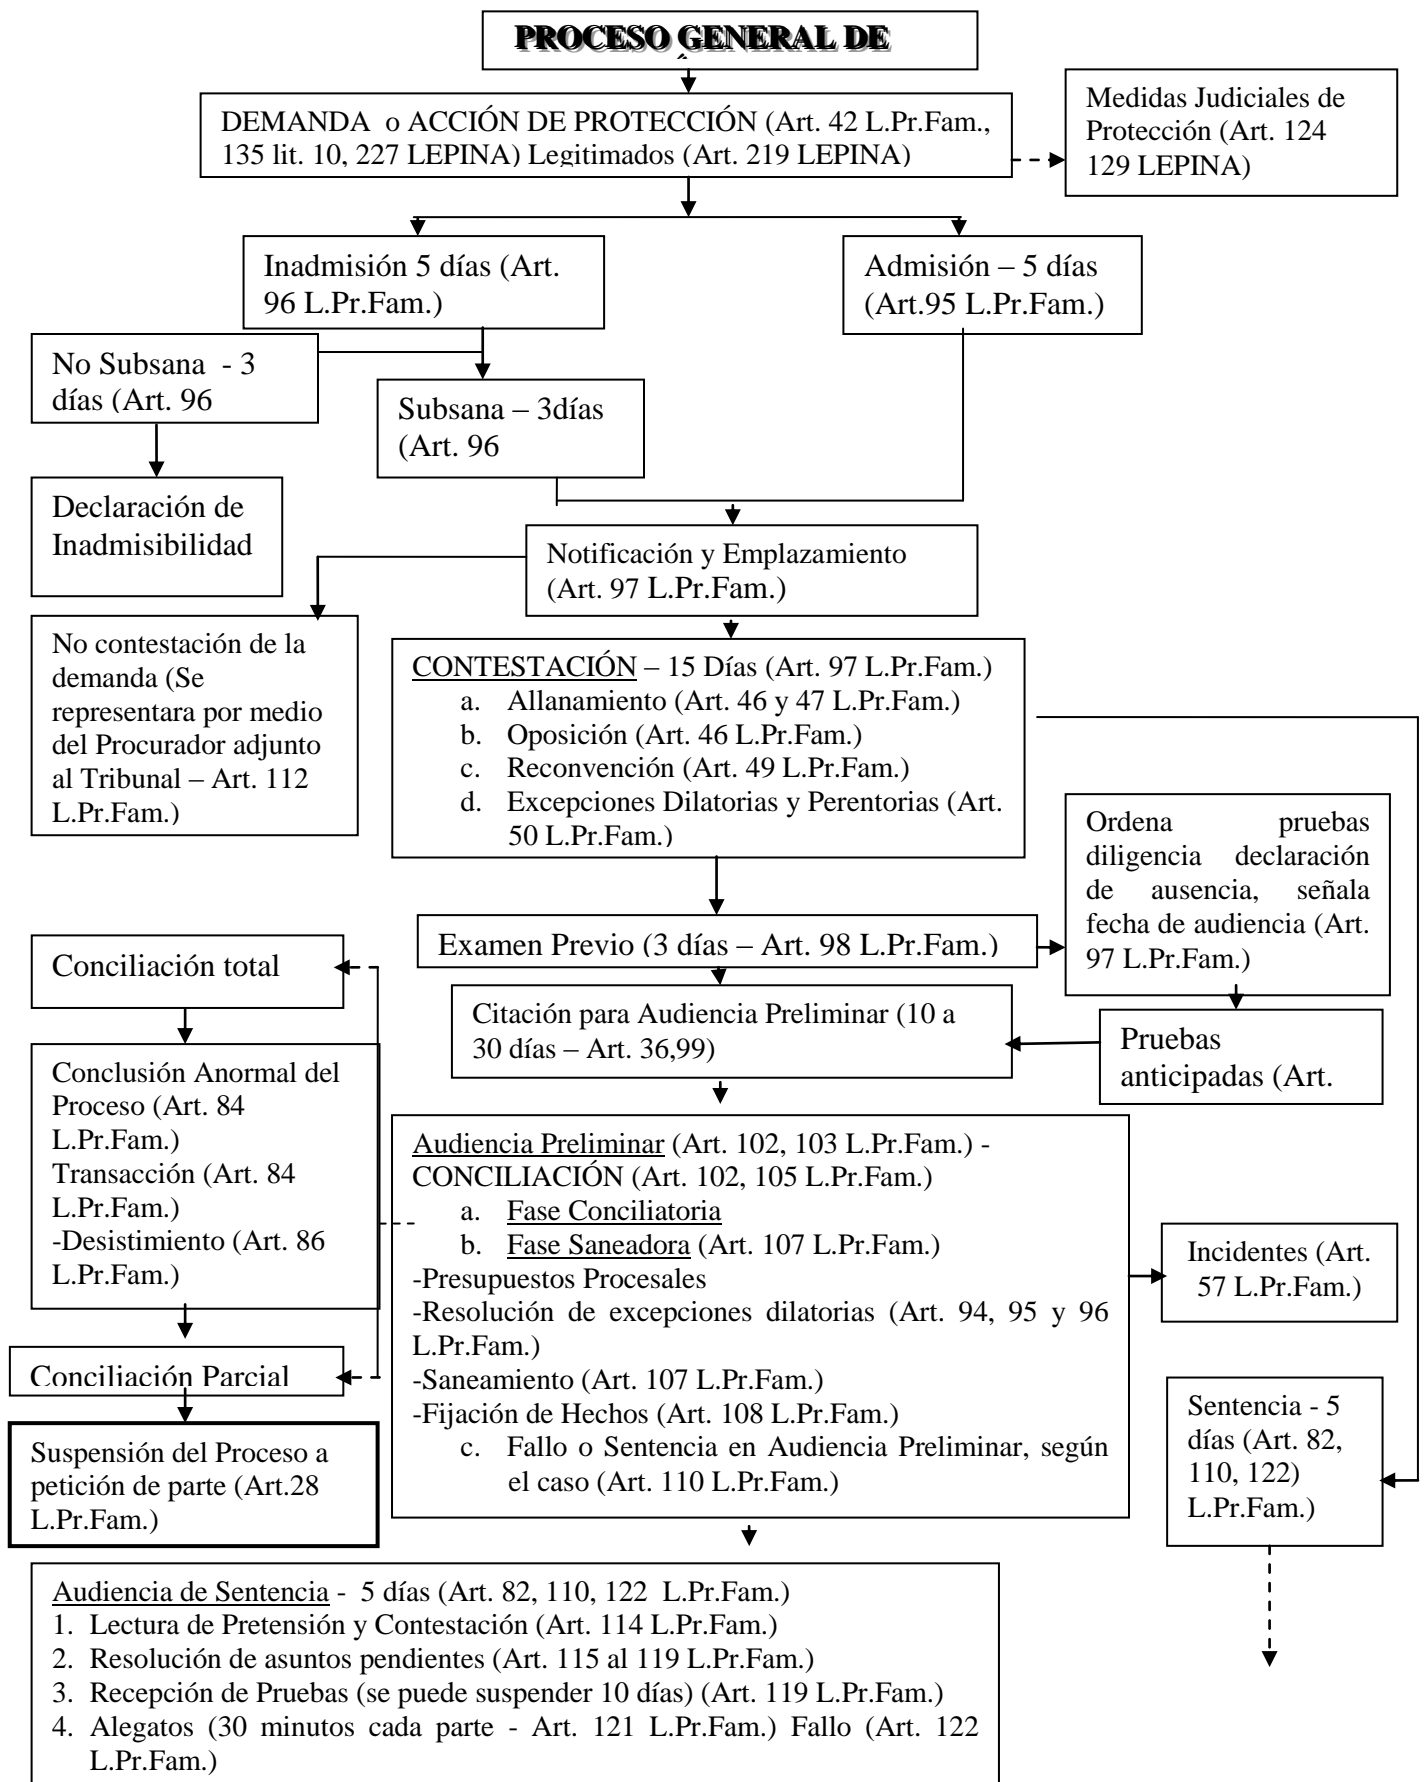 PROCESO GENERAL DE
DEMANDA o ACCIÓN DE PROTECCIÓN (Art. 42 L.Pr.Fam.,
135 lit. 10, 227 LEPINA) Legitimados (Art. 219 LEPINA)
Medidas Judiciales de
Protección (Art. 124
129 LEPINA)
Inadmisión 5 días (Art.
96 L.Pr.Fam.)
Admisión – 5 días
(Art.95 L.Pr.Fam.)
No Subsana - 3
días (Art. 96
Subsana – 3días
(Art. 96
Declaración de
Inadmisibilidad
Notificación y Emplazamiento
(Art. 97 L.Pr.Fam.)
No contestación de la
demanda (Se
representara por medio
del Procurador adjunto
al Tribunal – Art. 112
L.Pr.Fam.)
CONTESTACIÓN – 15 Días (Art. 97 L.Pr.Fam.)
a. Allanamiento (Art. 46 y 47 L.Pr.Fam.)
b. Oposición (Art. 46 L.Pr.Fam.)
c. Reconvención (Art. 49 L.Pr.Fam.)
d. Excepciones Dilatorias y Perentorias (Art.
50 L.Pr.Fam.)
Ordena pruebas
diligencia declaración
de ausencia, señala
fecha de audiencia (Art.
97 L.Pr.Fam.)
Examen Previo (3 días – Art. 98 L.Pr.Fam.)
Conciliación total
Citación para Audiencia Preliminar (10 a
30 días – Art. 36,99)
Pruebas
anticipadas (Art.
Conclusión Anormal del
Proceso (Art. 84
L.Pr.Fam.)
Transacción (Art. 84
L.Pr.Fam.)
-Desistimiento (Art. 86
L.Pr.Fam.)
Audiencia Preliminar (Art. 102, 103 L.Pr.Fam.) -
CONCILIACIÓN (Art. 102, 105 L.Pr.Fam.)
a. Fase Conciliatoria
b. Fase Saneadora (Art. 107 L.Pr.Fam.)
-Presupuestos Procesales
-Resolución de excepciones dilatorias (Art. 94, 95 y 96
L.Pr.Fam.)
-Saneamiento (Art. 107 L.Pr.Fam.)
-Fijación de Hechos (Art. 108 L.Pr.Fam.)
c. Fallo o Sentencia en Audiencia Preliminar, según
el caso (Art. 110 L.Pr.Fam.)
Incidentes (Art.
57 L.Pr.Fam.)
Conciliación Parcial
Suspensión del Proceso a
petición de parte (Art.28
L.Pr.Fam.)
Sentencia - 5
días (Art. 82,
110, 122)
L.Pr.Fam.)
Audiencia de Sentencia - 5 días (Art. 82, 110, 122 L.Pr.Fam.)
1. Lectura de Pretensión y Contestación (Art. 114 L.Pr.Fam.)
2. Resolución de asuntos pendientes (Art. 115 al 119 L.Pr.Fam.)
3. Recepción de Pruebas (se puede suspender 10 días) (Art. 119 L.Pr.Fam.)
4. Alegatos (30 minutos cada parte - Art. 121 L.Pr.Fam.) Fallo (Art. 122
L.Pr.Fam.)